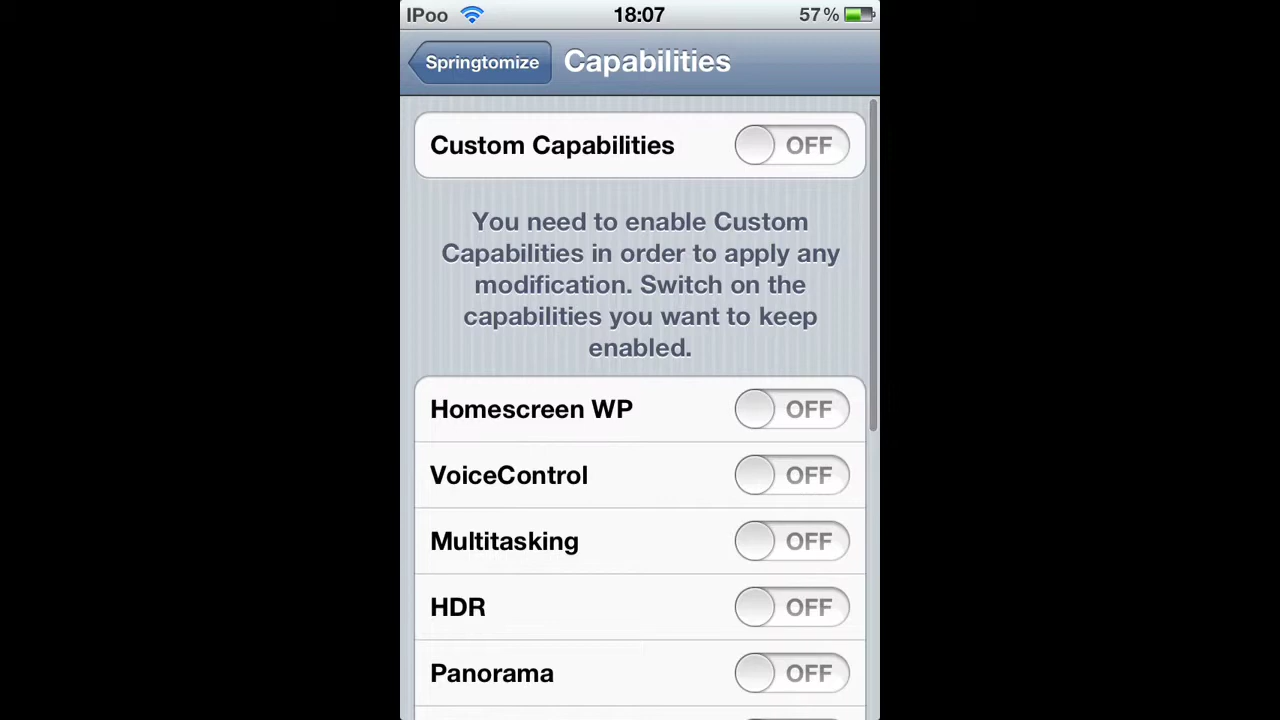 IPoo 18:07 57%
Springtomize Capabilities
Custom Capabilities OFF
You need to enable Custom
Capabilities in order to apply any
modification. Switch on the
capabilities you want to keep
enabled.
Homescreen WP OFF
VoiceControl OFF
Multitasking OFF
HDR OFF
Panorama OFF